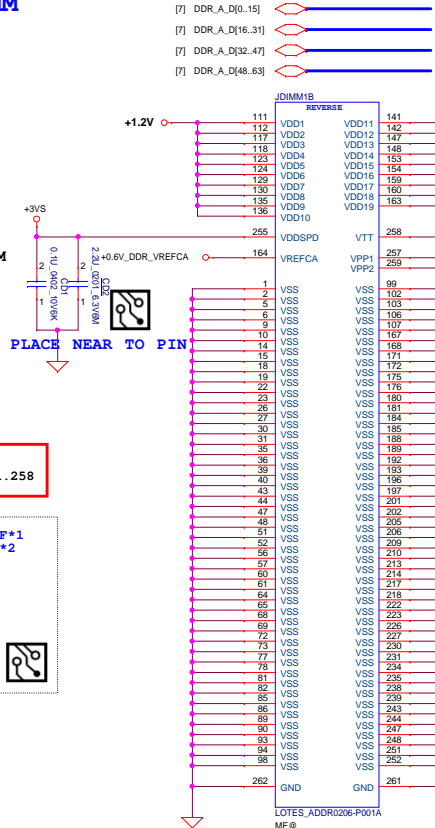 M
[7] DDR_A_D[0..15]
[7] DDR_A_D[16..31]
[7] DDR_A_D[32..47]
[7] DDR_A_D[48..63]
JDIMM1B
REVERSE
+1.2V
111 VDD1 VDD11 141
112 VDD2 VDD12 142
117 VDD3 VDD13 147
118 VDD4 VDD14 148
123 VDD5 VDD15 153
124 VDD6 VDD16 154
129 VDD7 VDD17 159
130 VDD8 VDD18 160
135 VDD9 VDD19 163
136 VDD10
+3VS
255 VDDSPD VTT 258
M
+0.6V_DDR_VREFCA
164 VREFCA VPP1 257
VPP2 259
2 2
0.1U_0402_10V6K
CD1
2.2U_0201_6.3V6M
CD2
1 1
PLACE NEAR TO PIN
1 VSS VSS 99
2 VSS VSS 102
5 VSS VSS 103
6 VSS VSS 106
9 VSS VSS 107
10 VSS VSS 167
14 VSS VSS 168
15 VSS VSS 171
18 VSS VSS 172
19 VSS VSS 175
22 VSS VSS 176
23 VSS VSS 180
26 VSS VSS 181
27 VSS VSS 184
30 VSS VSS 185
31 VSS VSS 188
35 VSS VSS 189
36 VSS VSS 192
39 VSS VSS 193
40 VSS VSS 196
43 VSS VSS 197
44 VSS VSS 201
47 VSS VSS 202
48 VSS VSS 205
51 VSS VSS 206
52 VSS VSS 209
56 VSS VSS 210
57 VSS VSS 213
60 VSS VSS 214
61 VSS VSS 217
64 VSS VSS 218
65 VSS VSS 222
68 VSS VSS 223
69 VSS VSS 226
72 VSS VSS 227
73 VSS VSS 230
77 VSS VSS 231
78 VSS VSS 234
81 VSS VSS 235
82 VSS VSS 238
85 VSS VSS 239
86 VSS VSS 243
89 VSS VSS 244
90 VSS VSS 247
93 VSS VSS 248
94 VSS VSS 251
98 VSS VSS 252
262 GND GND 261
..258
F*1
*2
LOTES_ADDR0206-P001A
ME@